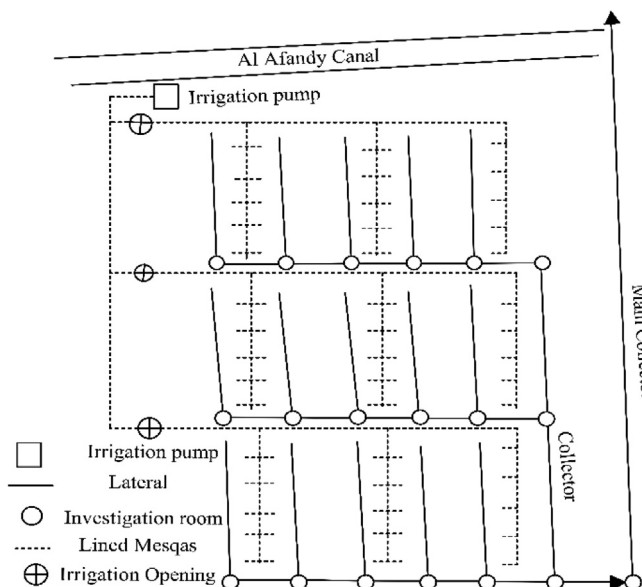 Al Afandy Canal
Irrigation pump
Main Collector
Collector
Irrigation pump
Lateral
Investigation room
Lined Mesqas
Irrigation Opening